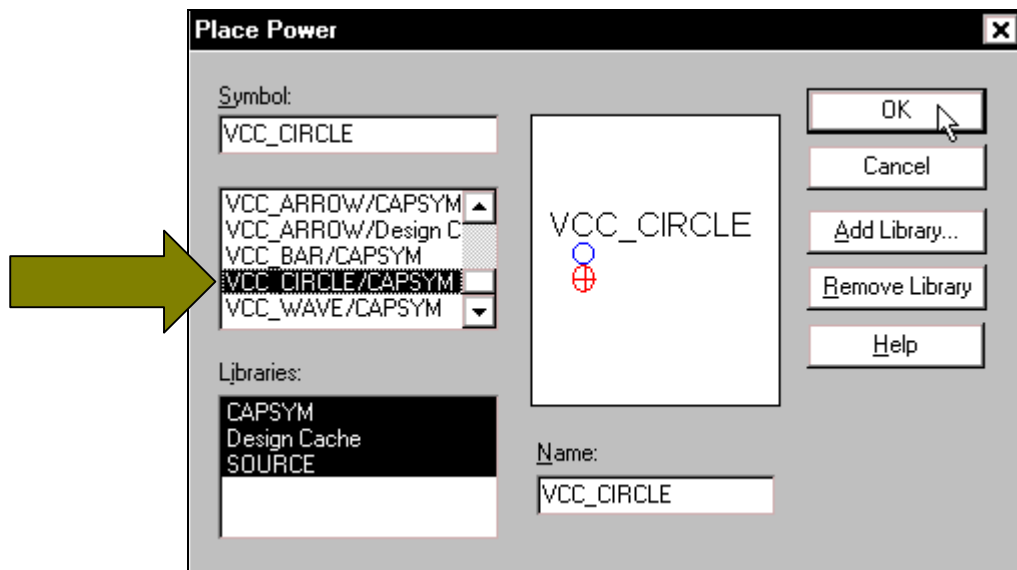 Place Power
Symbol:
VCC_CIRCLE
VCC_ARROW/CAPSYM
VCC_ARROW/Design C
VCC_BAR/CAPSYM
VCC_CIRCLE/CAPSYM
VCC_WAVE/CAPSYM
Libraries:
CAPSYM
Design Cache
SOURCE
VCC_CIRCLE
Name:
VCC_CIRCLE
OK
Cancel
Add Library...
Remove Library
Help